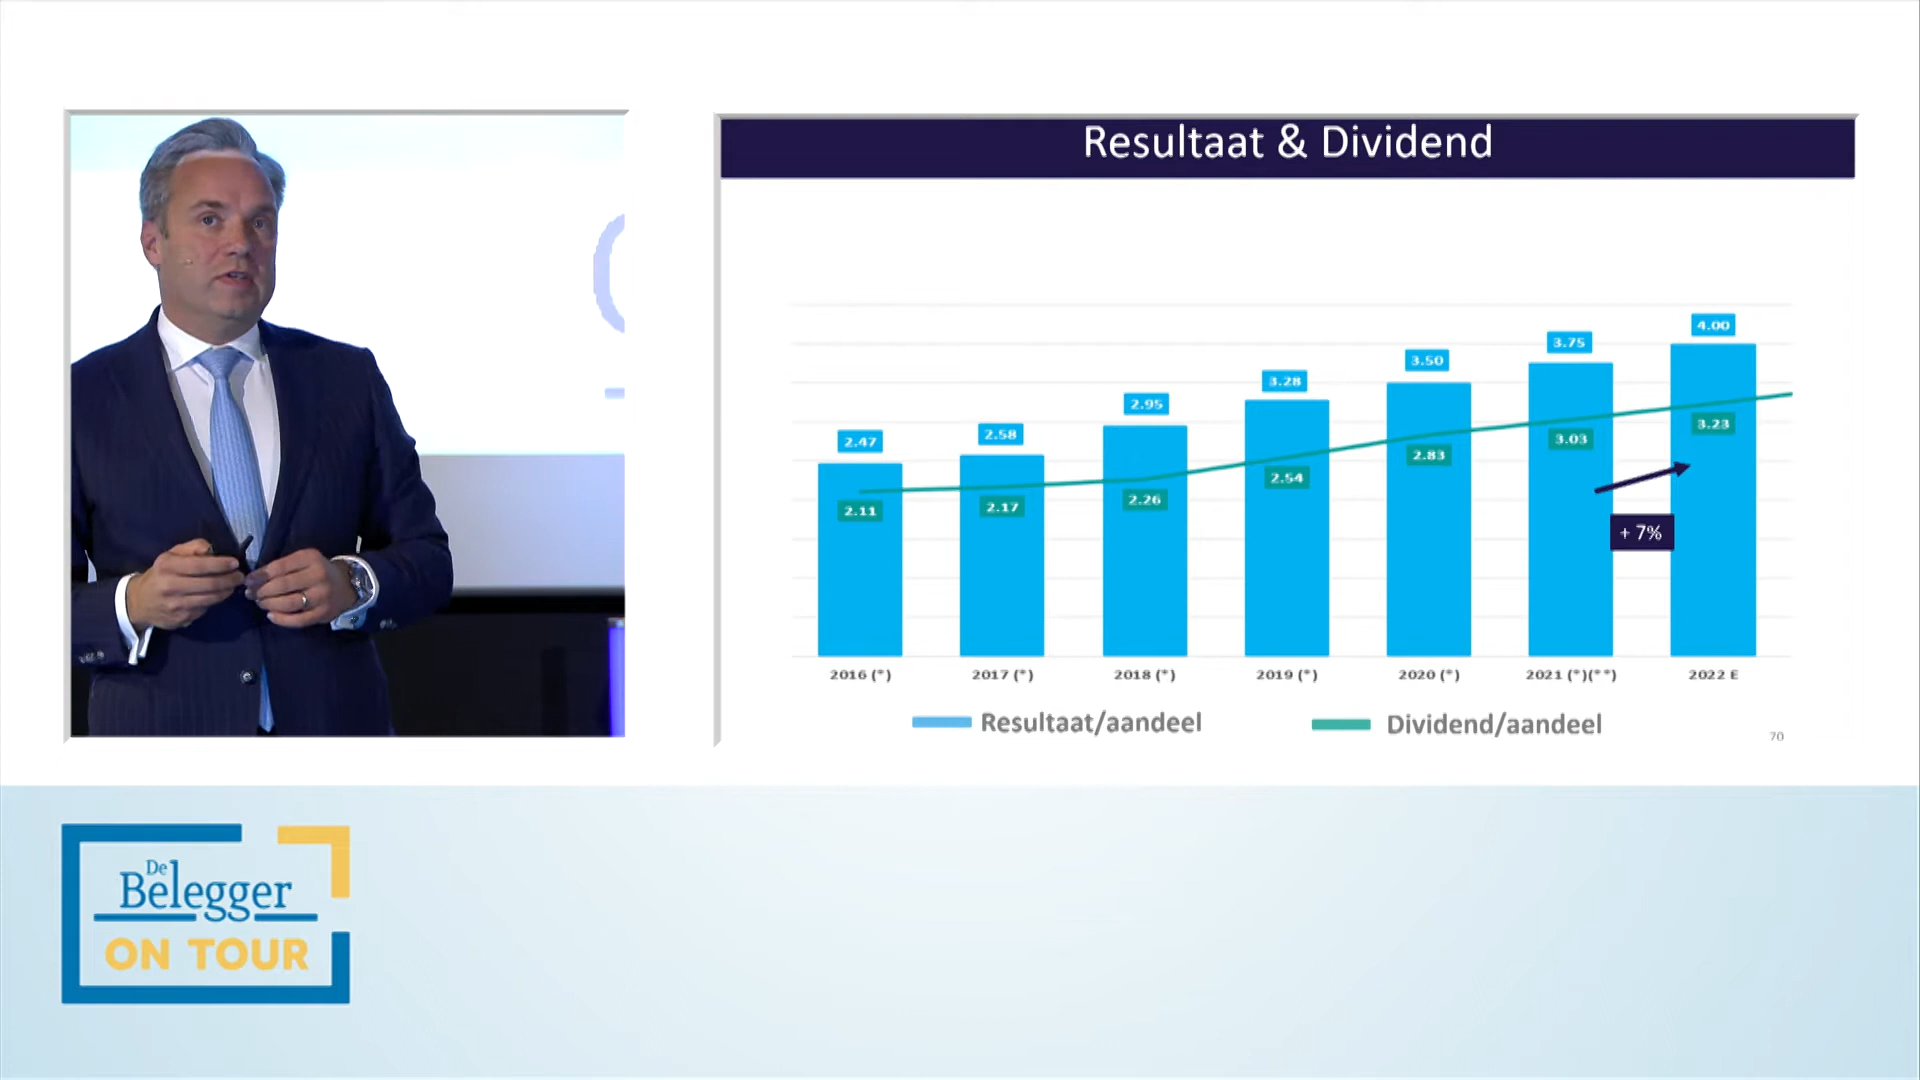 Resultaat & Dividend
4.00
3.75
3.50
3.28
2.95
2.58
2.47
3.23
3.03
2.83
2.54
2.26
2.17
2.11
+ 7%
2016 (*) 2017 (*) 2018 (*) 2019 (*) 2020 (*) 2021 (*)(**) 2022 E
Resultaat/aandeel Dividend/aandeel
70
De
Belegger
ON TOUR